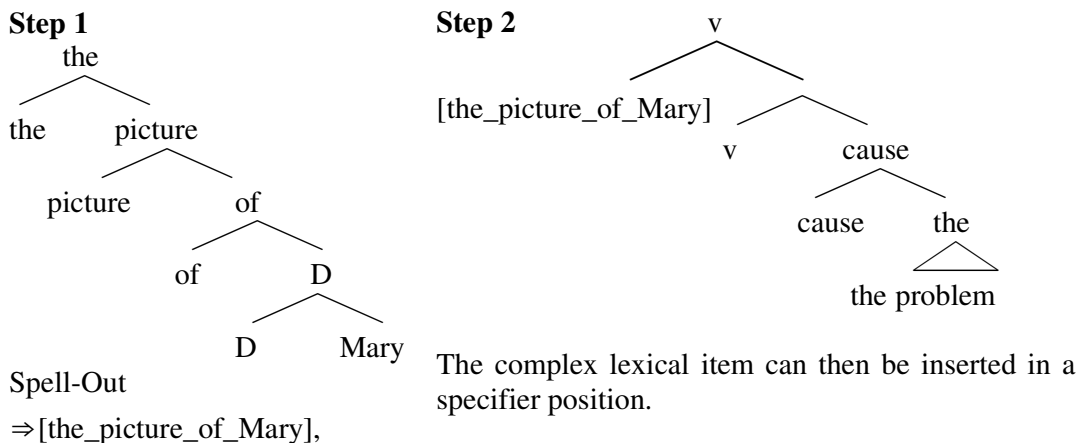 Step 1
the
the picture
picture of
of D
D Mary
Spell-Out
⇒[the_picture_of_Mary],
Step 2
v
[the_picture_of_Mary]
v cause
cause the
the problem
The complex lexical item can then be inserted in a
specifier position.